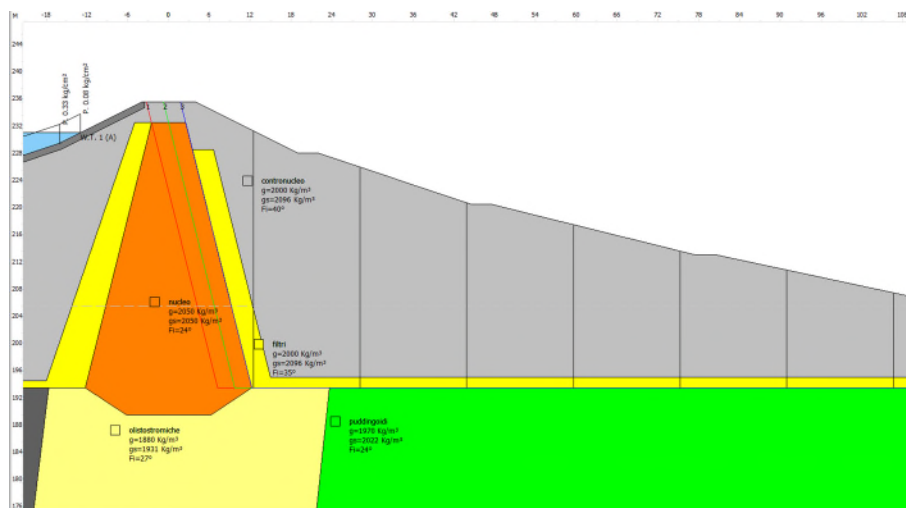 M -18 -12 -6 0 6 12 18 24 30 36 42 48 54 60 66 72 78 84 90 96 102 108
244
240
236
232
228
224
220
216
212
208
204
200
196
192
188
184
180
176
P. 0.33 kg/cm²
P. 0.08 kg/cm²
W.T. 1 (A)
1 2 3
contronucleo
g=2000 Kg/m³
gs=2096 Kg/m³
Fi=40°
nucleo
g=2050 Kg/m³
gs=2050 Kg/m³
Fi=24°
filtri
g=2000 Kg/m³
gs=2096 Kg/m³
Fi=35°
olistostromiche
g=1880 Kg/m³
gs=1931 Kg/m³
Fi=27°
puddingoidi
g=1970 Kg/m³
gs=2022 Kg/m³
Fi=24°